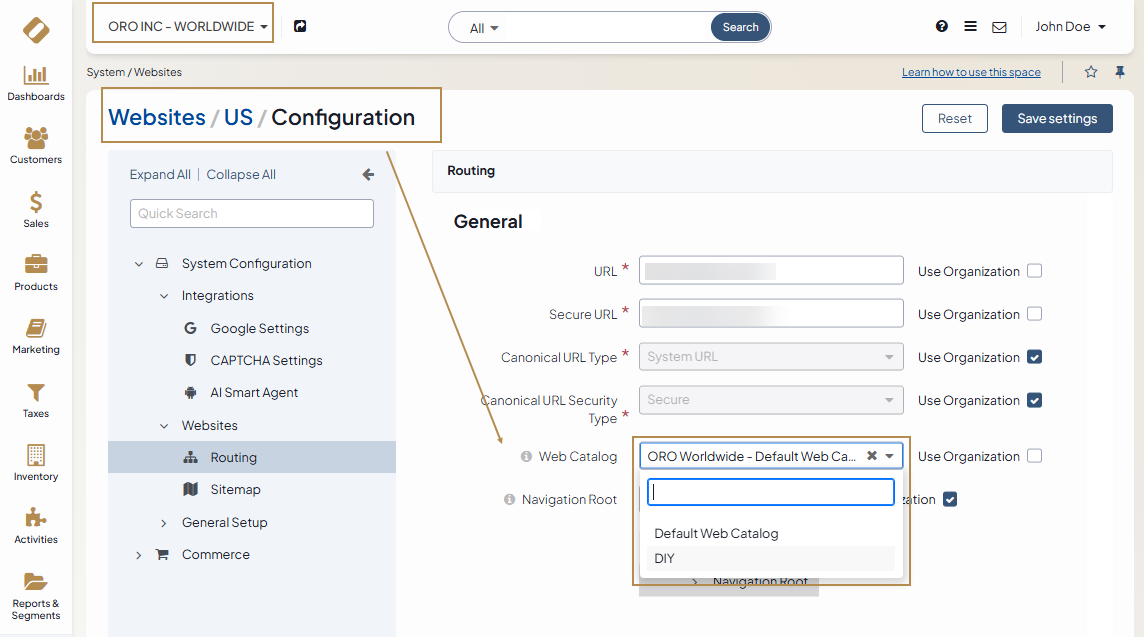 ORO INC - WORLDWIDE
All
Search
John Doe
System / Websites
Learn how to use this space
Websites / US / Configuration
Reset
Save settings
Dashboards
Customers
Sales
Products
Marketing
Taxes
Inventory
Activities
Reports &
Segments
Expand All | Collapse All
Quick Search
System Configuration
Integrations
Google Settings
CAPTCHA Settings
AI Smart Agent
Websites
Routing
Sitemap
General Setup
Commerce
Routing
General
URL *
Use Organization
Secure URL *
Use Organization
Canonical URL Type *
System URL
Use Organization
Canonical URL Security
Type *
Secure
Use Organization
Web Catalog
ORO Worldwide - Default Web Ca...
Use Organization
Navigation Root
zation
Default Web Catalog
DIY
Navigation Root